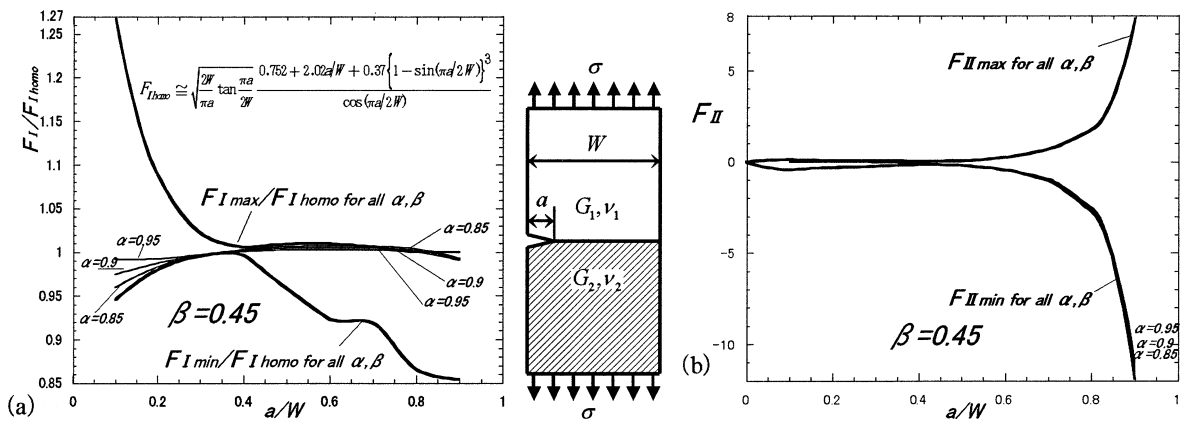 1.27
1.25
1.2
1.15
1.1
1.05
1
0.95
0.9
0.85
F_I/F_I homo
F_I homo ≅ √(2W/πa tan πa/2W) 0.752 + 2.02a/W + 0.37{1 − sin(πa/2W)}³ / cos(πa/2W)
F_I max/F_I homo for all α,β
α=0.95
α=0.9
α=0.85
α=0.85
α=0.9
α=0.95
β=0.45
F_I min/F_I homo for all α,β
0
0.2
0.4
0.6
0.8
1
a/W
(a)
σ
W
a
G₁,ν₁
G₂,ν₂
σ
8
5
0
-5
-10
F_II
F_II max for all α,β
F_II min for all α,β
α=0.95
α=0.9
α=0.85
β=0.45
0
0.2
0.4
0.6
0.8
1
a/W
(b)